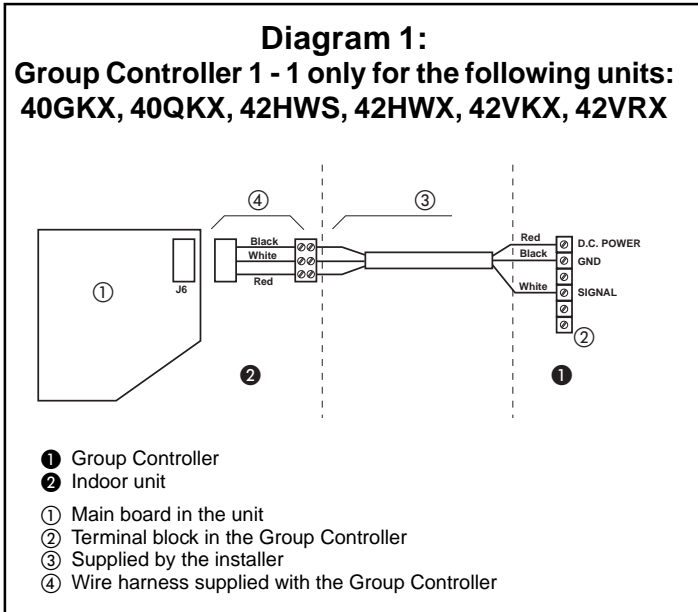 Diagram 1:
Group Controller 1 - 1 only for the following units:
40GKX, 40QKX, 42HWS, 42HWX, 42VKX, 42VRX
④
③
Black
White
Red
J6
①
Red
Black
White
D.C. POWER
GND
SIGNAL
②
❷
❶
❶ Group Controller
❷ Indoor unit
① Main board in the unit
② Terminal block in the Group Controller
③ Supplied by the installer
④ Wire harness supplied with the Group Controller